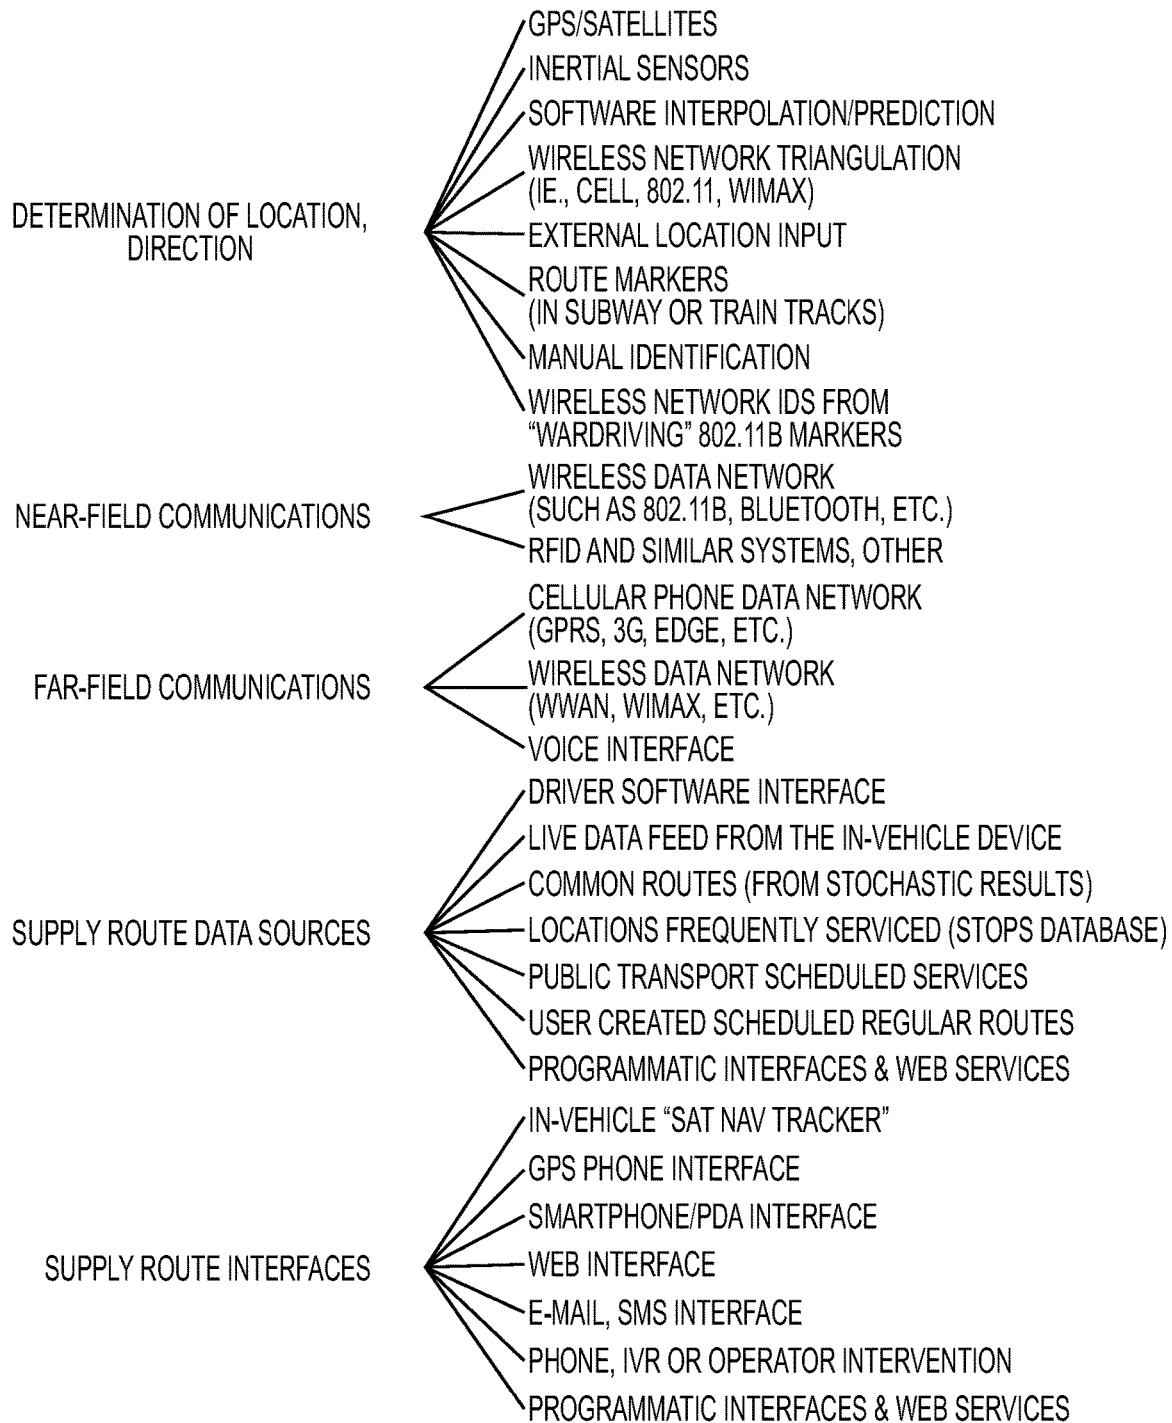 DETERMINATION OF LOCATION,
DIRECTION
GPS/SATELLITES
INERTIAL SENSORS
SOFTWARE INTERPOLATION/PREDICTION
WIRELESS NETWORK TRIANGULATION
(IE., CELL, 802.11, WIMAX)
EXTERNAL LOCATION INPUT
ROUTE MARKERS
(IN SUBWAY OR TRAIN TRACKS)
MANUAL IDENTIFICATION
WIRELESS NETWORK IDS FROM
“WARDRIVING” 802.11B MARKERS
NEAR-FIELD COMMUNICATIONS
WIRELESS DATA NETWORK
(SUCH AS 802.11B, BLUETOOTH, ETC.)
RFID AND SIMILAR SYSTEMS, OTHER
FAR-FIELD COMMUNICATIONS
CELLULAR PHONE DATA NETWORK
(GPRS, 3G, EDGE, ETC.)
WIRELESS DATA NETWORK
(WWAN, WIMAX, ETC.)
VOICE INTERFACE
SUPPLY ROUTE DATA SOURCES
DRIVER SOFTWARE INTERFACE
LIVE DATA FEED FROM THE IN-VEHICLE DEVICE
COMMON ROUTES (FROM STOCHASTIC RESULTS)
LOCATIONS FREQUENTLY SERVICED (STOPS DATABASE)
PUBLIC TRANSPORT SCHEDULED SERVICES
USER CREATED SCHEDULED REGULAR ROUTES
PROGRAMMATIC INTERFACES & WEB SERVICES
SUPPLY ROUTE INTERFACES
IN-VEHICLE “SAT NAV TRACKER”
GPS PHONE INTERFACE
SMARTPHONE/PDA INTERFACE
WEB INTERFACE
E-MAIL, SMS INTERFACE
PHONE, IVR OR OPERATOR INTERVENTION
PROGRAMMATIC INTERFACES & WEB SERVICES